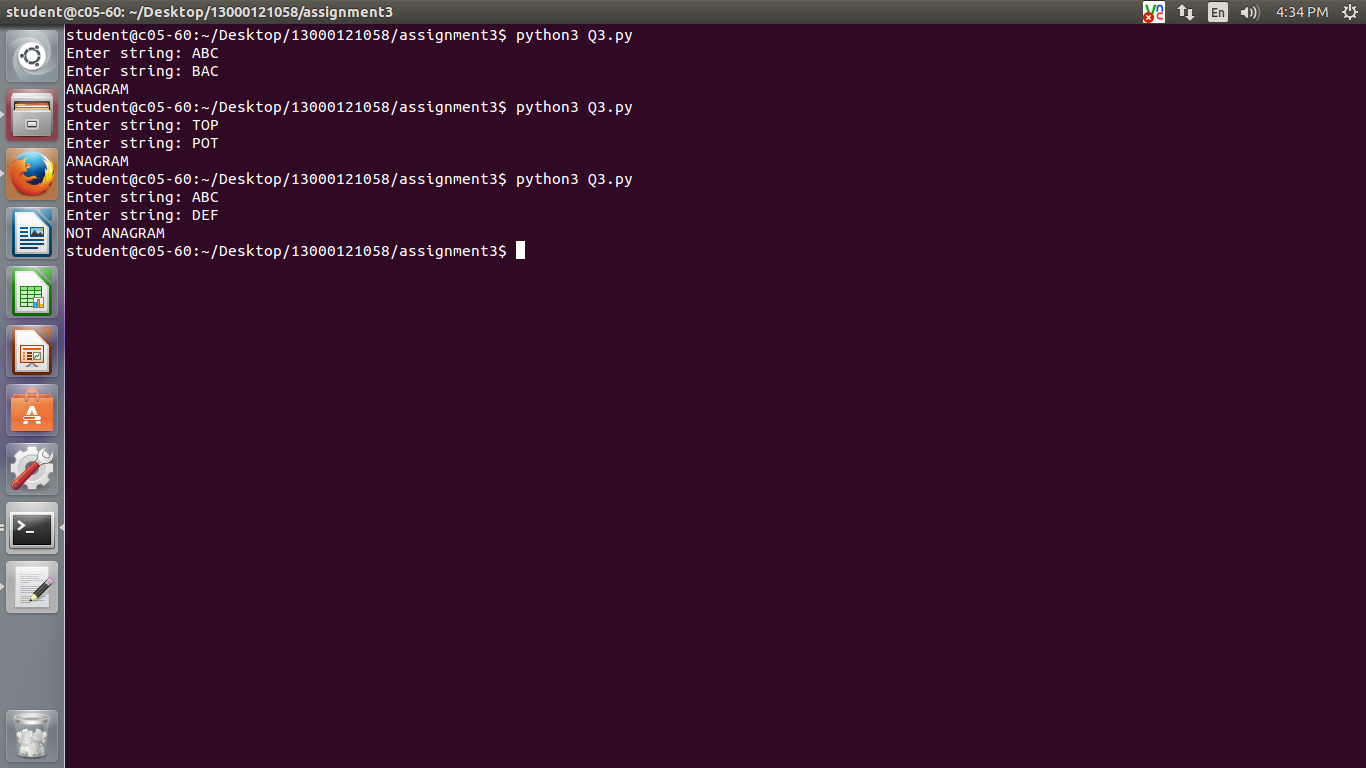 student@c05-60: ~/Desktop/13000121058/assignment3
En
4:34 PM
student@c05-60:~/Desktop/13000121058/assignment3$ python3 Q3.py
Enter string: ABC
Enter string: BAC
ANAGRAM
student@c05-60:~/Desktop/13000121058/assignment3$ python3 Q3.py
Enter string: TOP
Enter string: POT
ANAGRAM
student@c05-60:~/Desktop/13000121058/assignment3$ python3 Q3.py
Enter string: ABC
Enter string: DEF
NOT ANAGRAM
student@c05-60:~/Desktop/13000121058/assignment3$